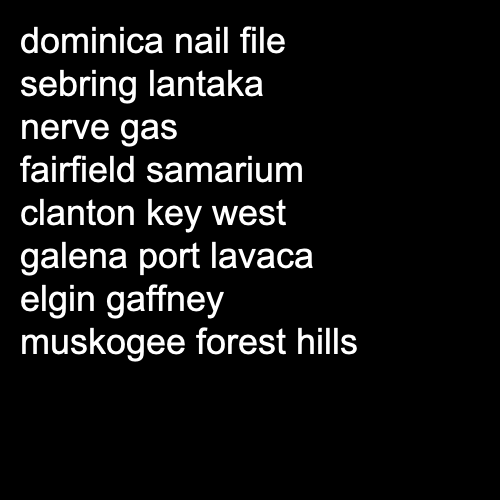 dominica nail file
sebring lantaka
nerve gas
fairfield samarium
clanton key west
galena port lavaca
elgin gaffney
muskogee forest hills